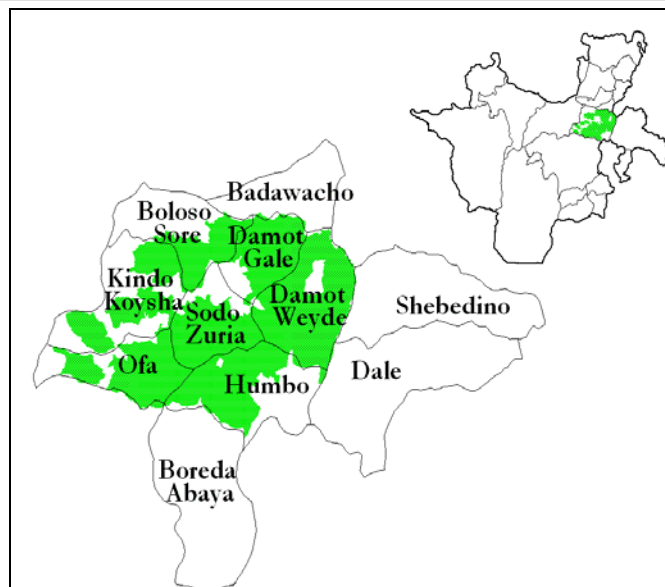 Badawacho
Boloso
Sore
Damot
Gale
Kindo
Koysha
Damot
Weyde
Sodo
Zuria
Shebedino
Ofa
Humbo
Dale
Boreda
Abaya